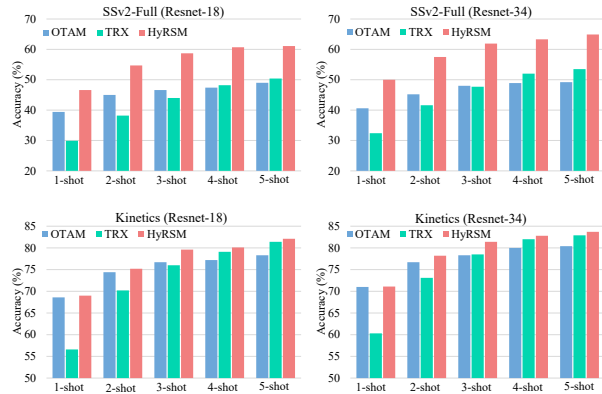 SSv2-Full (Resnet-18)
70
OTAM TRX HyRSM
60
50
40
30
20
Accuracy (%)
1-shot 2-shot 3-shot 4-shot 5-shot
SSv2-Full (Resnet-34)
70
OTAM TRX HyRSM
60
50
40
30
20
Accuracy (%)
1-shot 2-shot 3-shot 4-shot 5-shot
Kinetics (Resnet-18)
85
OTAM TRX HyRSM
80
75
70
65
60
55
50
Accuracy (%)
1-shot 2-shot 3-shot 4-shot 5-shot
Kinetics (Resnet-34)
85
OTAM TRX HyRSM
80
75
70
65
60
55
50
Accuracy (%)
1-shot 2-shot 3-shot 4-shot 5-shot